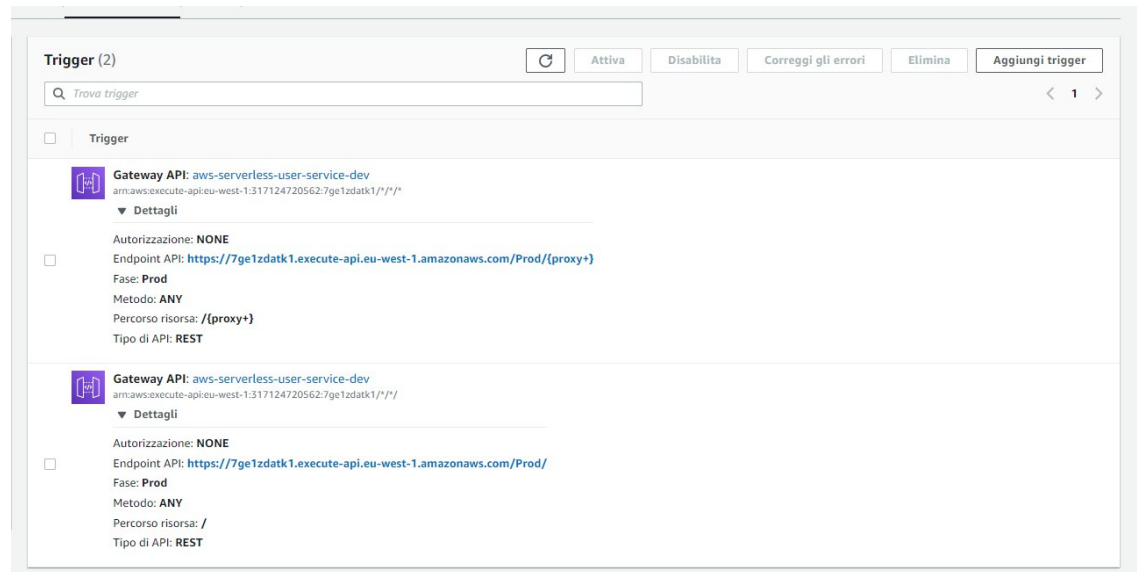 Trigger (2)
Attiva
Disabilita
Correggi gli errori
Elimina
Aggiungi trigger
Trova trigger
1
Trigger
Gateway API: aws-serverless-user-service-dev
arn:aws:execute-api:eu-west-1:317124720562:7ge1zdatk1/*/*/*
▼ Dettagli
Autorizzazione: NONE
Endpoint API: https://7ge1zdatk1.execute-api.eu-west-1.amazonaws.com/Prod/{proxy+}
Fase: Prod
Metodo: ANY
Percorso risorsa: /{proxy+}
Tipo di API: REST
Gateway API: aws-serverless-user-service-dev
arn:aws:execute-api:eu-west-1:317124720562:7ge1zdatk1/*/*/
▼ Dettagli
Autorizzazione: NONE
Endpoint API: https://7ge1zdatk1.execute-api.eu-west-1.amazonaws.com/Prod/
Fase: Prod
Metodo: ANY
Percorso risorsa: /
Tipo di API: REST